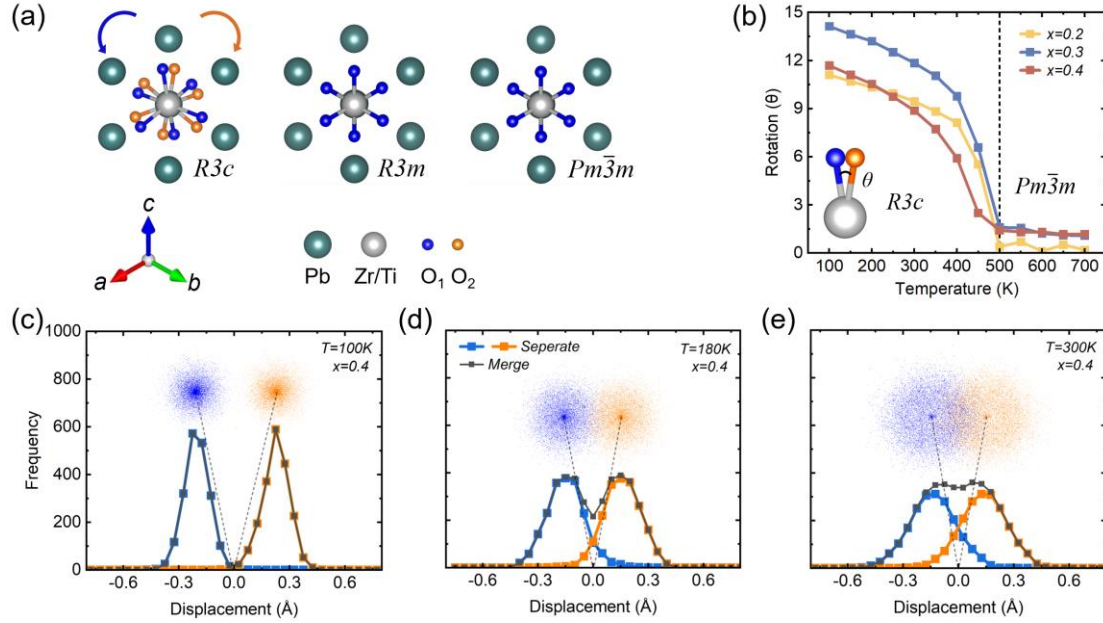 (a)
R3c
R3m
Pm3̅m
c
a
b
Pb
Zr/Ti
O₁ O₂
(b)
Rotation (θ)
15
12
9
6
3
0
x=0.2
x=0.3
x=0.4
θ
R3c
Pm3̅m
100 200 300 400 500 600 700
Temperature (K)
(c)
Frequency
1000
800
600
400
200
0
T=100K
x=0.4
-0.6 -0.3 0.0 0.3 0.6
Displacement (Å)
(d)
Seperate
Merge
T=180K
x=0.4
-0.6 -0.3 0.0 0.3 0.6
Displacement (Å)
(e)
T=300K
x=0.4
-0.6 -0.3 0.0 0.3 0.6
Displacement (Å)